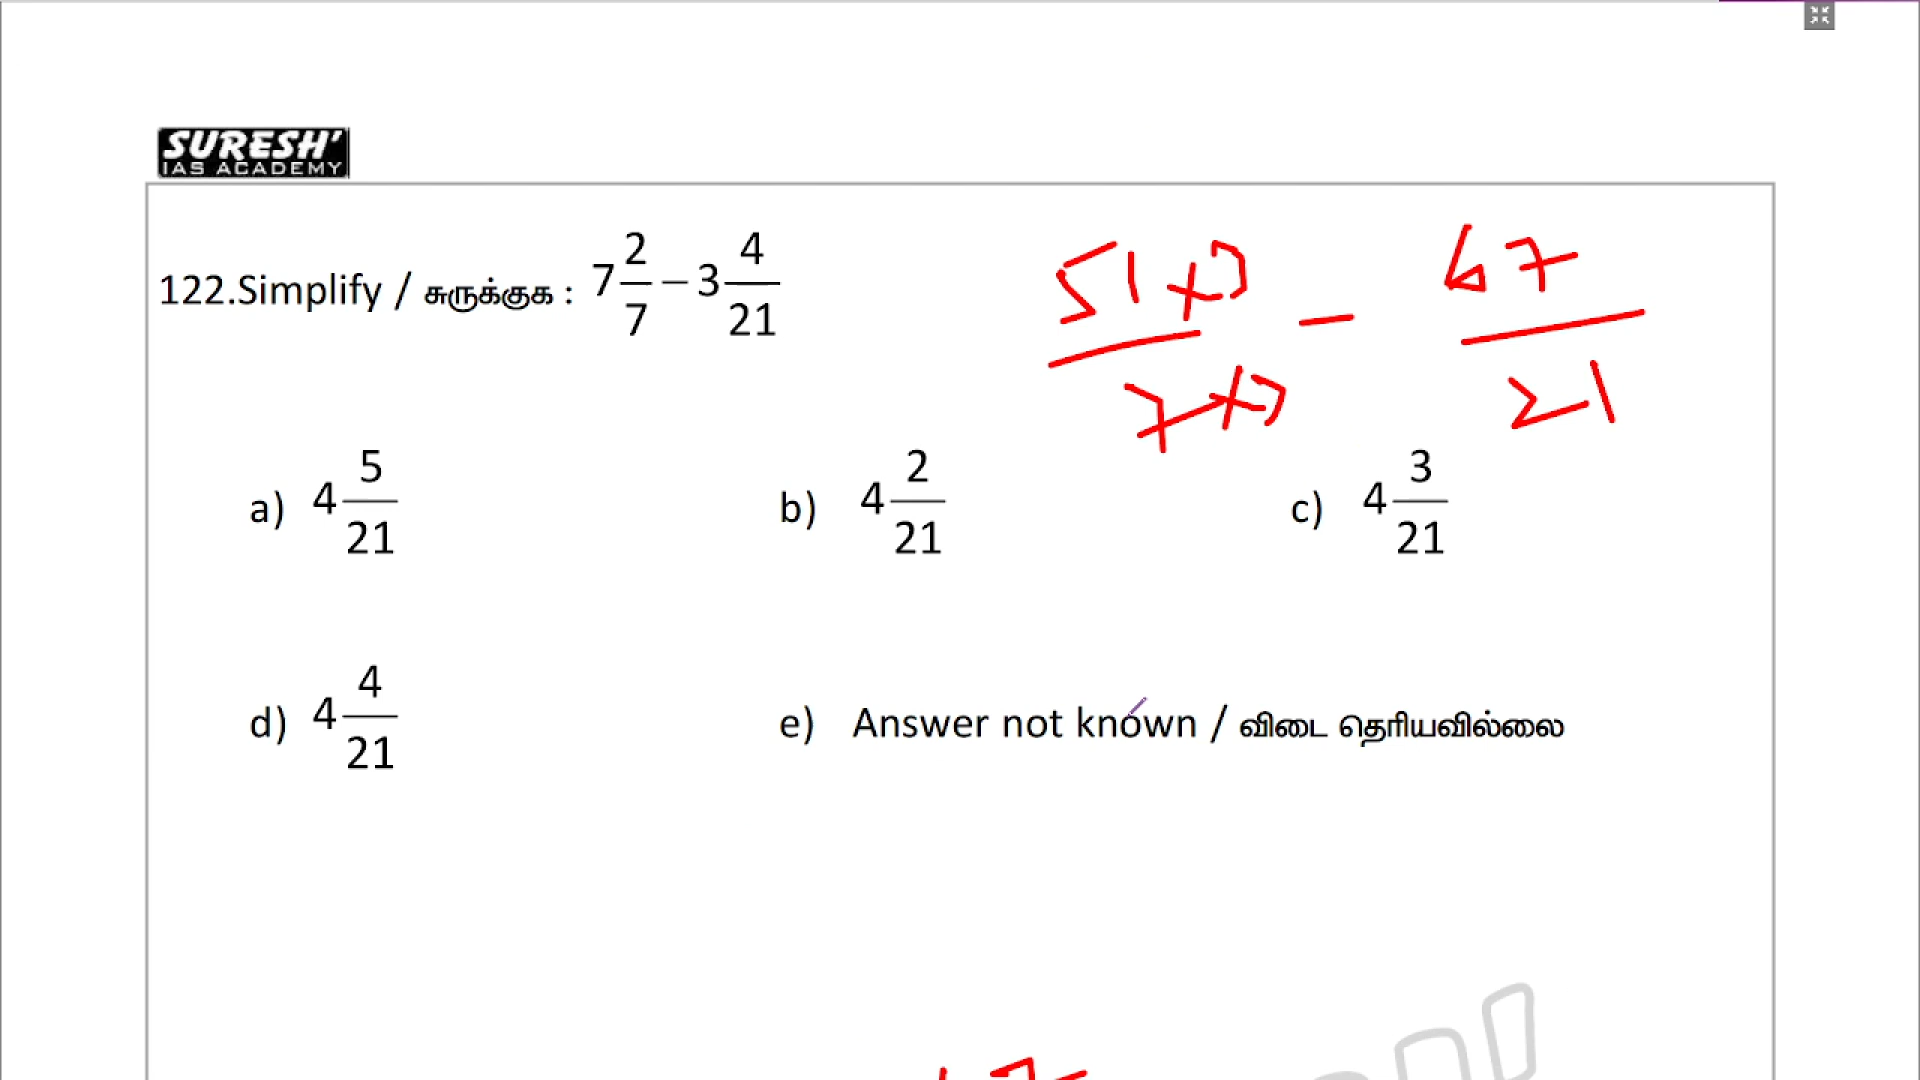 SURESH'
IAS ACADEMY
122.Simplify / சுருக்குக : 7 2/7 − 3 4/21
51×3/7×3 − 67/21
a) 4 5/21 b) 4 2/21 c) 4 3/21
d) 4 4/21 e) Answer not known / விடை தெரியவில்லை